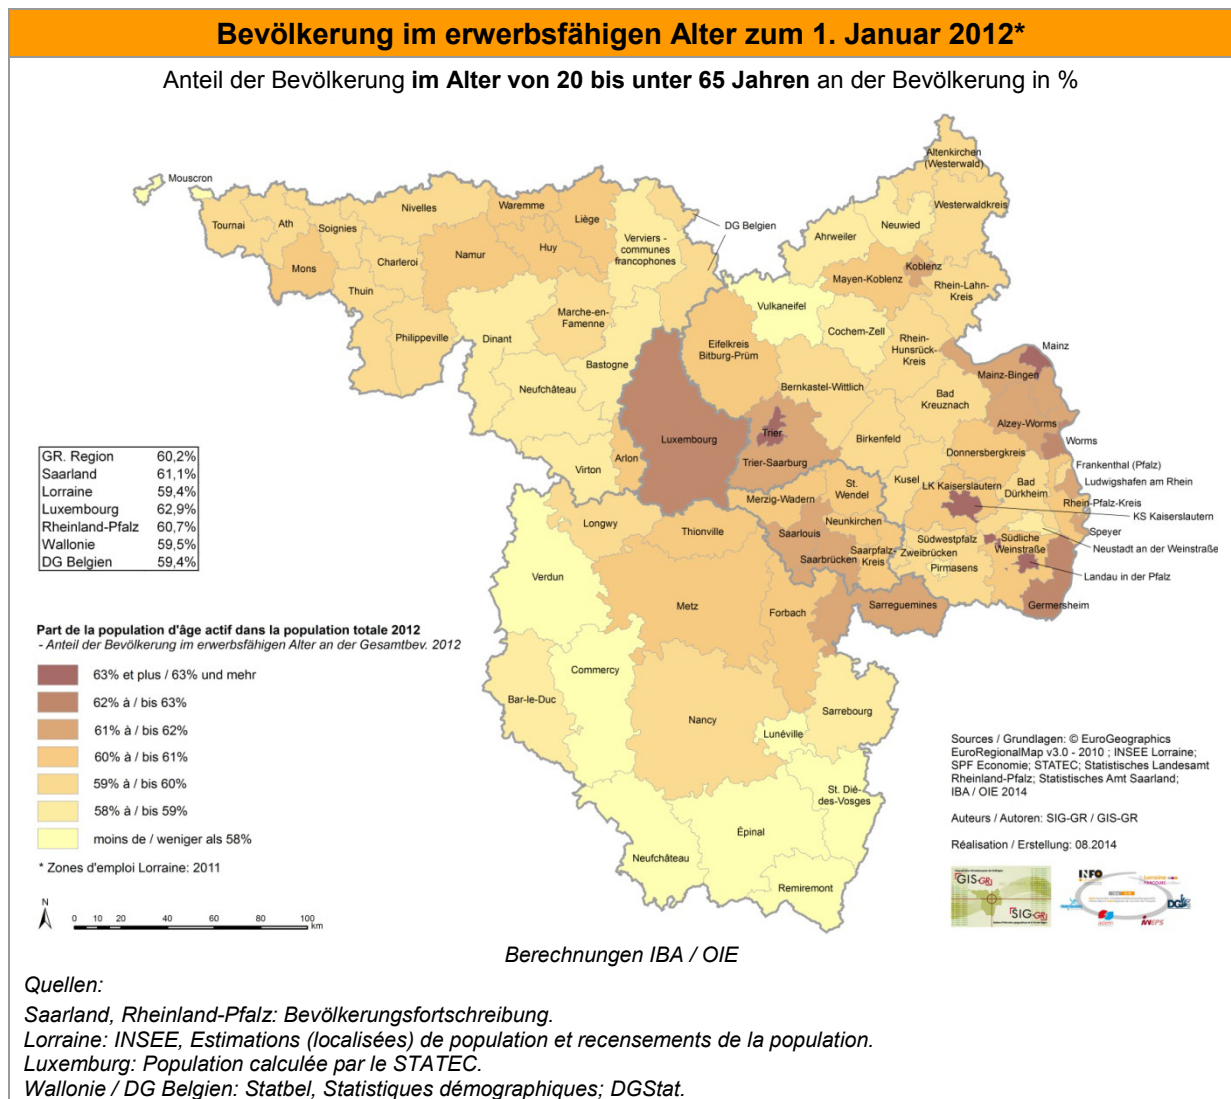 Bevölkerung im erwerbsfähigen Alter zum 1. Januar 2012*
Anteil der Bevölkerung im Alter von 20 bis unter 65 Jahren an der Bevölkerung in %
Altenkirchen
(Westerwald)
Mouscron
Westerwaldkreis
Waremme
Nivelles
Liège
Tournai
Ath
Soignies
DG Belgien
Neuwied
Ahrweiler
Verviers -
communes
francophones
Huy
Namur
Charleroi
Mons
Koblenz
Mayen-Koblenz
Rhein-Lahn-
Kreis
Thuin
Vulkaneifel
Marche-en-
Famenne
Philippeville
Dinant
Cochem-Zell
Eifelkreis
Bitburg-Prüm
Rhein-
Hunsrück-
Kreis
Mainz
Bastogne
Mainz-Bingen
Neufchâteau
Bernkastel-Wittlich
Bad
Kreuznach
Alzey-Worms
Trier
Luxembourg
Birkenfeld
Worms
Donnersbergkreis
Arlon
Trier-Saarburg
Virton
Frankenthal (Pfalz)
Ludwigshafen am Rhein
Kusel
LK Kaiserslautern
Bad
Dürkheim
St.
Wendel
Merzig-Wadern
Rhein-Pfalz-Kreis
KS Kaiserslautern
Longwy
Thionville
Neunkirchen
Saarlouis
Speyer
Südwestpfalz
Südliche
Weinstraße
Neustadt an der Weinstraße
Zweibrücken
Saarpfalz-
Kreis
Saarbrücken
Pirmasens
Landau in der Pfalz
Verdun
Metz
Forbach
Sarreguemines
Germersheim
Commercy
Bar-le-Duc
Nancy
Sarrebourg
Lunéville
St. Dié-
des-Vosges
Épinal
Neufchâteau
Remiremont
GR. Region 60,2%
Saarland 61,1%
Lorraine 59,4%
Luxembourg 62,9%
Rheinland-Pfalz 60,7%
Wallonie 59,5%
DG Belgien 59,4%
Part de la population d'âge actif dans la population totale 2012
- Anteil der Bevölkerung im erwerbsfähigen Alter an der Gesamtbev. 2012
63% et plus / 63% und mehr
62% à / bis 63%
61% à / bis 62%
60% à / bis 61%
59% à / bis 60%
58% à / bis 59%
moins de / weniger als 58%
* Zones d'emploi Lorraine: 2011
N
0 10 20 40 60 80 100
km
Sources / Grundlagen: © EuroGeographics
EuroRegionalMap v3.0 - 2010 ; INSEE Lorraine;
SPF Economie; STATEC; Statistisches Landesamt
Rheinland-Pfalz; Statistisches Amt Saarland;
IBA / OIE 2014
Auteurs / Autoren: SIG-GR / GIS-GR
Réalisation / Erstellung: 08.2014
GIS-GR
SIG-GR
INFO
Lorraine
DG
Berechnungen IBA / OIE
Quellen:
Saarland, Rheinland-Pfalz: Bevölkerungsfortschreibung.
Lorraine: INSEE, Estimations (localisées) de population et recensements de la population.
Luxemburg: Population calculée par le STATEC.
Wallonie / DG Belgien: Statbel, Statistiques démographiques; DGStat.